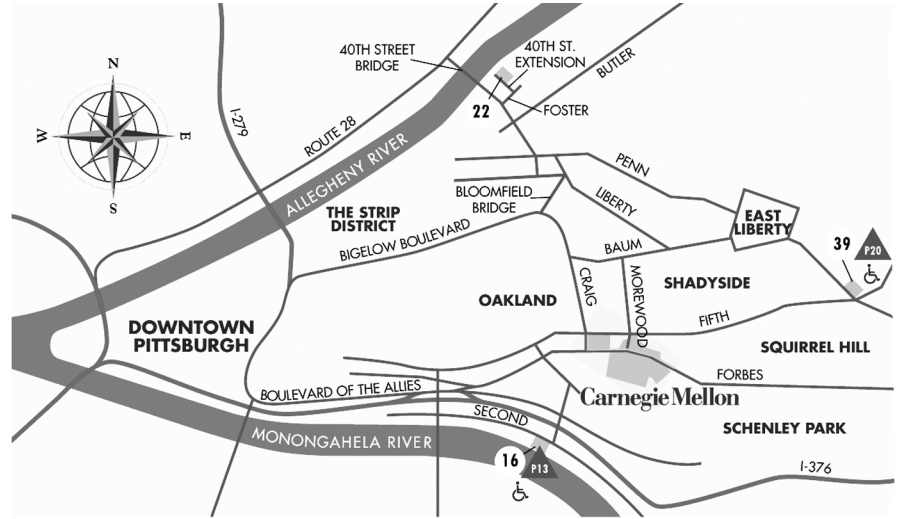 N
W
E
S
I-279
ROUTE 28
40TH STREET
BRIDGE
40TH ST.
EXTENSION
BUTLER
22
FOSTER
ALLEGHENY RIVER
THE STRIP
DISTRICT
BIGELOW BOULEVARD
BLOOMFIELD
BRIDGE
PENN
LIBERTY
EAST
LIBERTY
BAUM
39
P20
CRAIG
MOREWOOD
SHADYSIDE
OAKLAND
FIFTH
DOWNTOWN
PITTSBURGH
SQUIRREL HILL
FORBES
BOULEVARD OF THE ALLIES
Carnegie Mellon
SECOND
SCHENLEY PARK
MONONGAHELA RIVER
16
P13
I-376